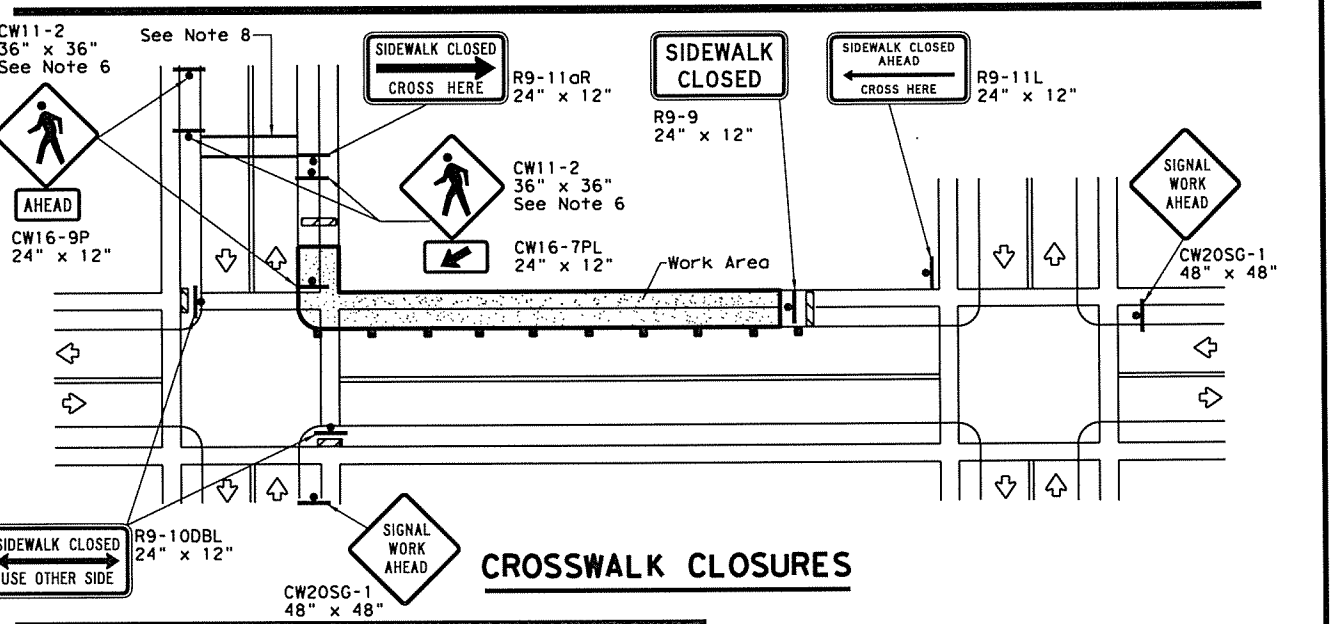 CW11-2
36" x 36"
See Note 6
See Note 8
SIDEWALK CLOSED
CROSS HERE
R9-11aR
24" x 12"
SIDEWALK
CLOSED
R9-9
24" x 12"
SIDEWALK CLOSED
AHEAD
CROSS HERE
R9-11L
24" x 12"
AHEAD
CW16-9P
24" x 12"
CW11-2
36" x 36"
See Note 6
CW16-7PL
24" x 12"
Work Area
SIGNAL
WORK
AHEAD
CW20SG-1
48" x 48"
SIDEWALK CLOSED
USE OTHER SIDE
R9-10DBL
24" x 12"
SIGNAL
WORK
AHEAD
CW20SG-1
48" x 48"
CROSSWALK CLOSURES